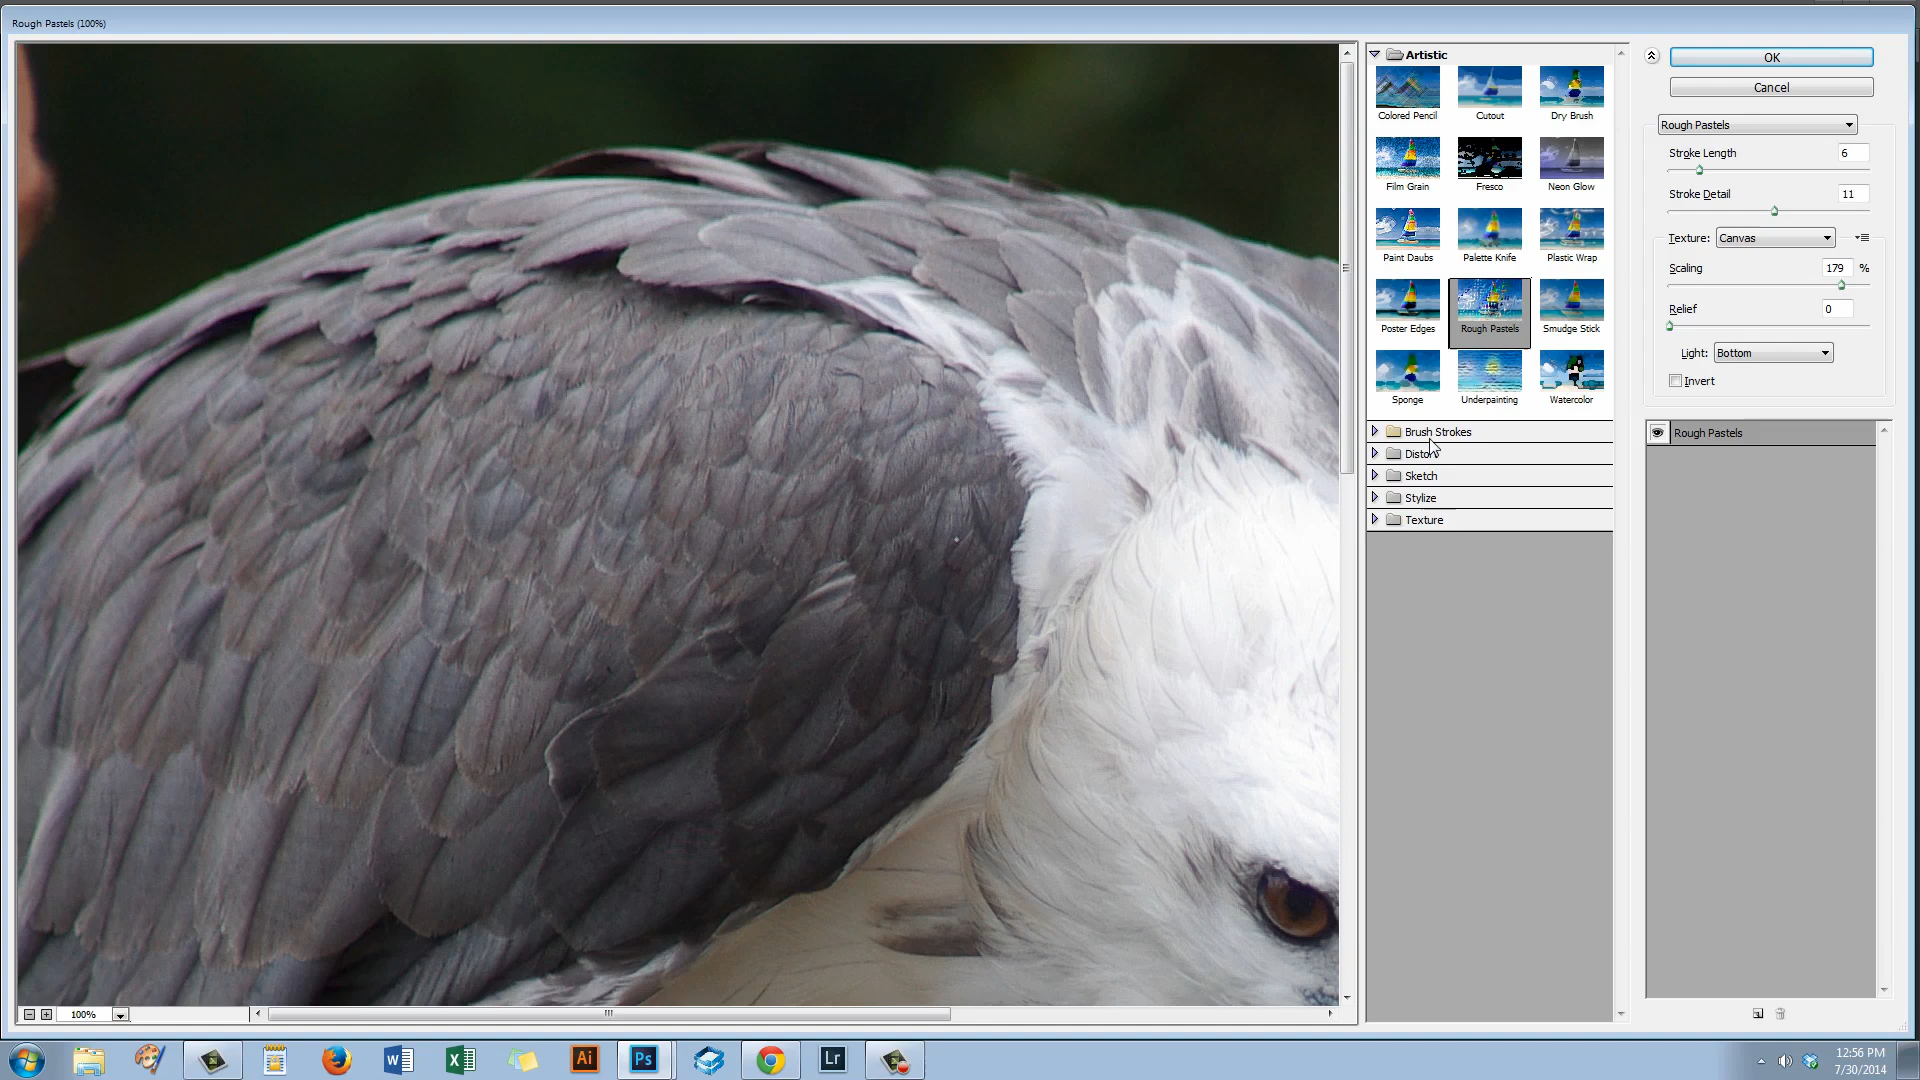 Rough Pastels (100%)
Artistic
Colored Pencil
Cutout
Dry Brush
Film Grain
Fresco
Neon Glow
Paint Daubs
Palette Knife
Plastic Wrap
Poster Edges
Rough Pastels
Smudge Stick
Sponge
Underpainting
Watercolor
Brush Strokes
Distort
Sketch
Stylize
Texture
OK
Cancel
Rough Pastels
Stroke Length 6
Stroke Detail 11
Texture: Canvas
Scaling 179 %
Relief 0
Light: Bottom
Invert
Rough Pastels
100%
Ai
Ps
Lr
12:56 PM
7/30/2014